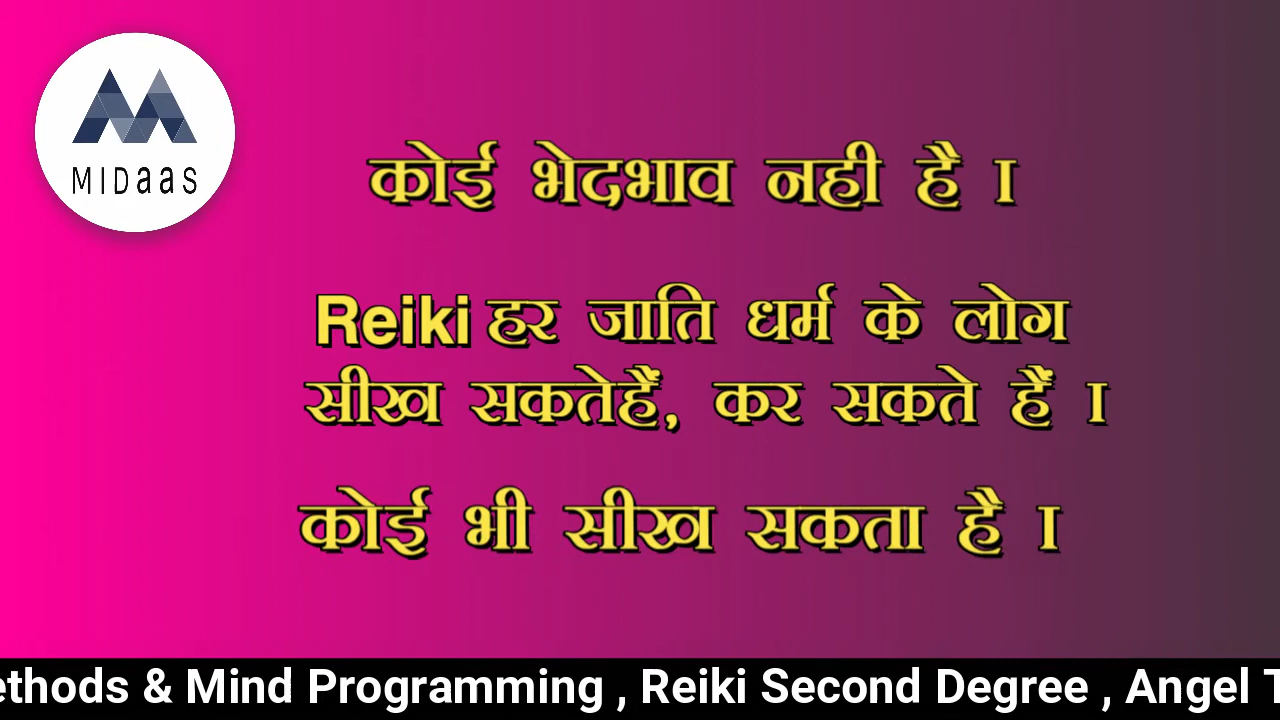 MIDaas
कोई भेदभाव नही है ।
Reiki हर जाति धर्म के लोग
सीख सकतेहैं, कर सकते हैं ।
कोई भी सीख सकता है ।
ethods & Mind Programming , Reiki Second Degree , Angel T